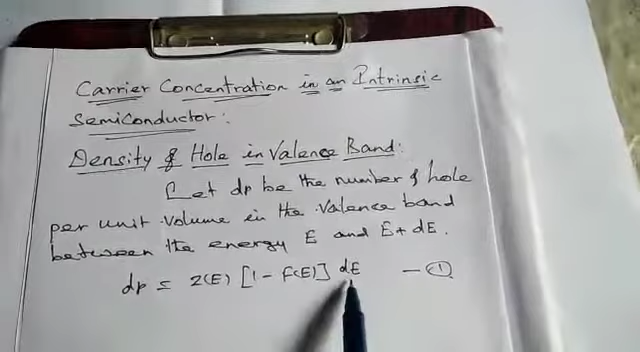 Carrier Concentration in an Intrinsic
Semiconductor:
Density of Hole in Valence Band:
Let dp be the number of hole
per unit volume in the valence band
between the energy E and E + dE.
dp = Z(E) [1 - F(E)] dE — ①